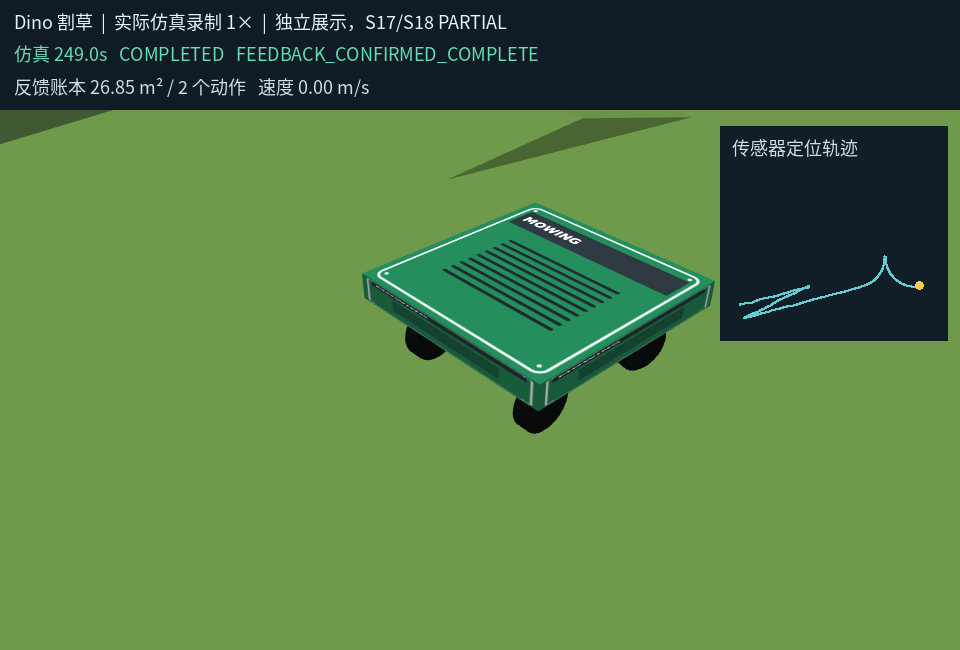 Dino 割草 | 实际仿真录制 1× | 独立展示，S17/S18 PARTIAL
仿真 249.0s COMPLETED FEEDBACK_CONFIRMED_COMPLETE
反馈账本 26.85 m² / 2 个动作 速度 0.00 m/s
传感器定位轨迹
MOWING